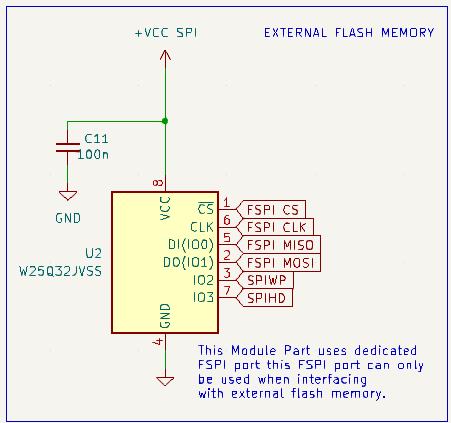 +VCC SPI
EXTERNAL FLASH MEMORY
C11
100n
GND
8
VCC
U2
W25Q32JVSS
CS 1 FSPI CS
CLK 6 FSPI CLK
DI(IO0) 5 FSPI MISO
DO(IO1) 2 FSPI MOSI
IO2 3 SPIWP
IO3 7 SPIHD
GND
4
This Module Part uses dedicated
FSPI port this FSPI port can only
be used when interfacing
with external flash memory.